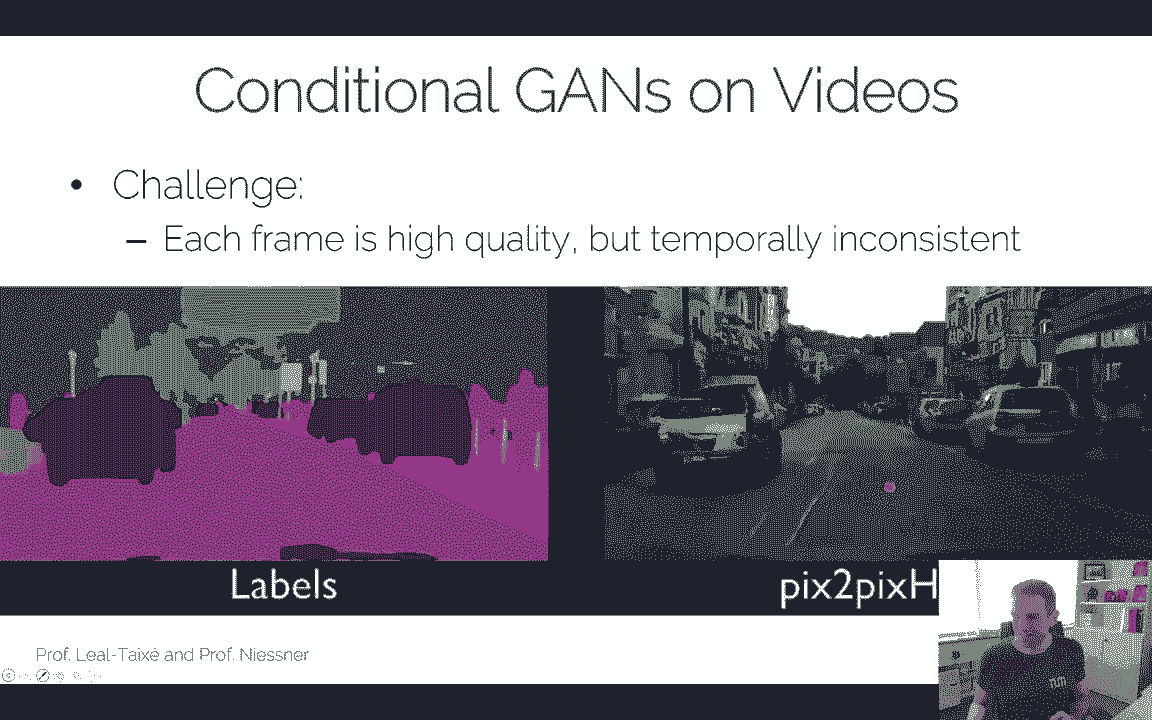 Conditional GANs on Videos
• Challenge:
– Each frame is high quality, but temporally inconsistent
Labels
pix2pixH
Prof. Leal-Taixé and Prof. Niessner
TUM